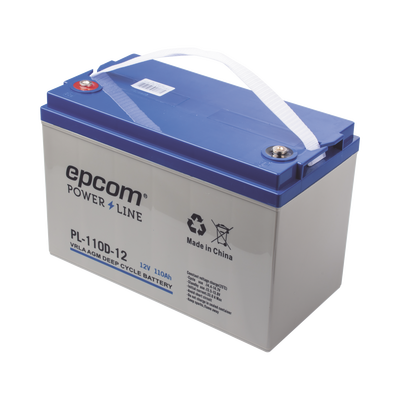 epcom®
POWER LINE
PL-110D-12
12V 110Ah
VRLA AGM DEEP CYCLE BATTERY
Made in China